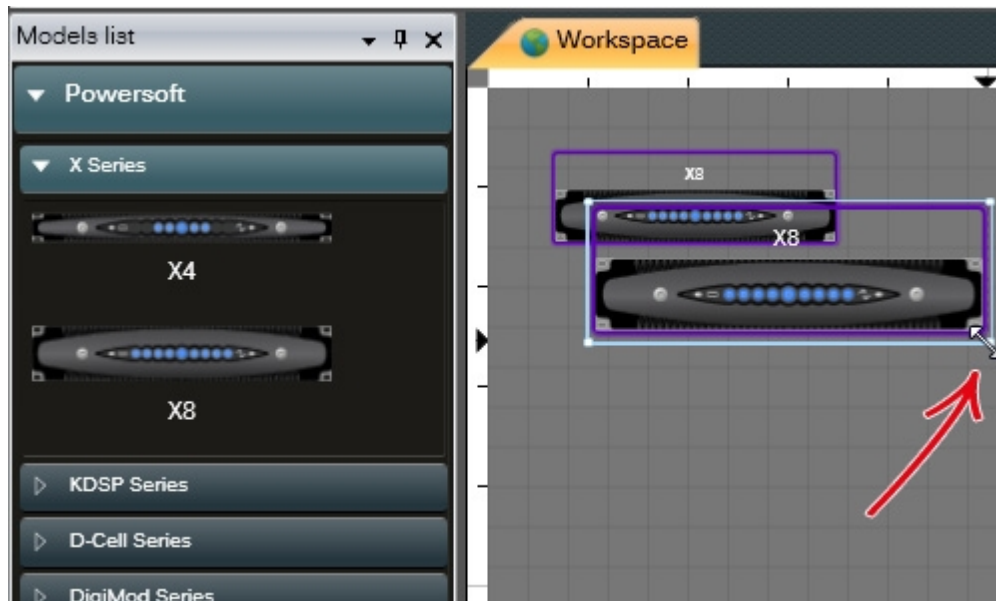 Models list
Powersoft
X Series
X4
X8
KDSP Series
D-Cell Series
DigiMod Series
Workspace
X8
X8